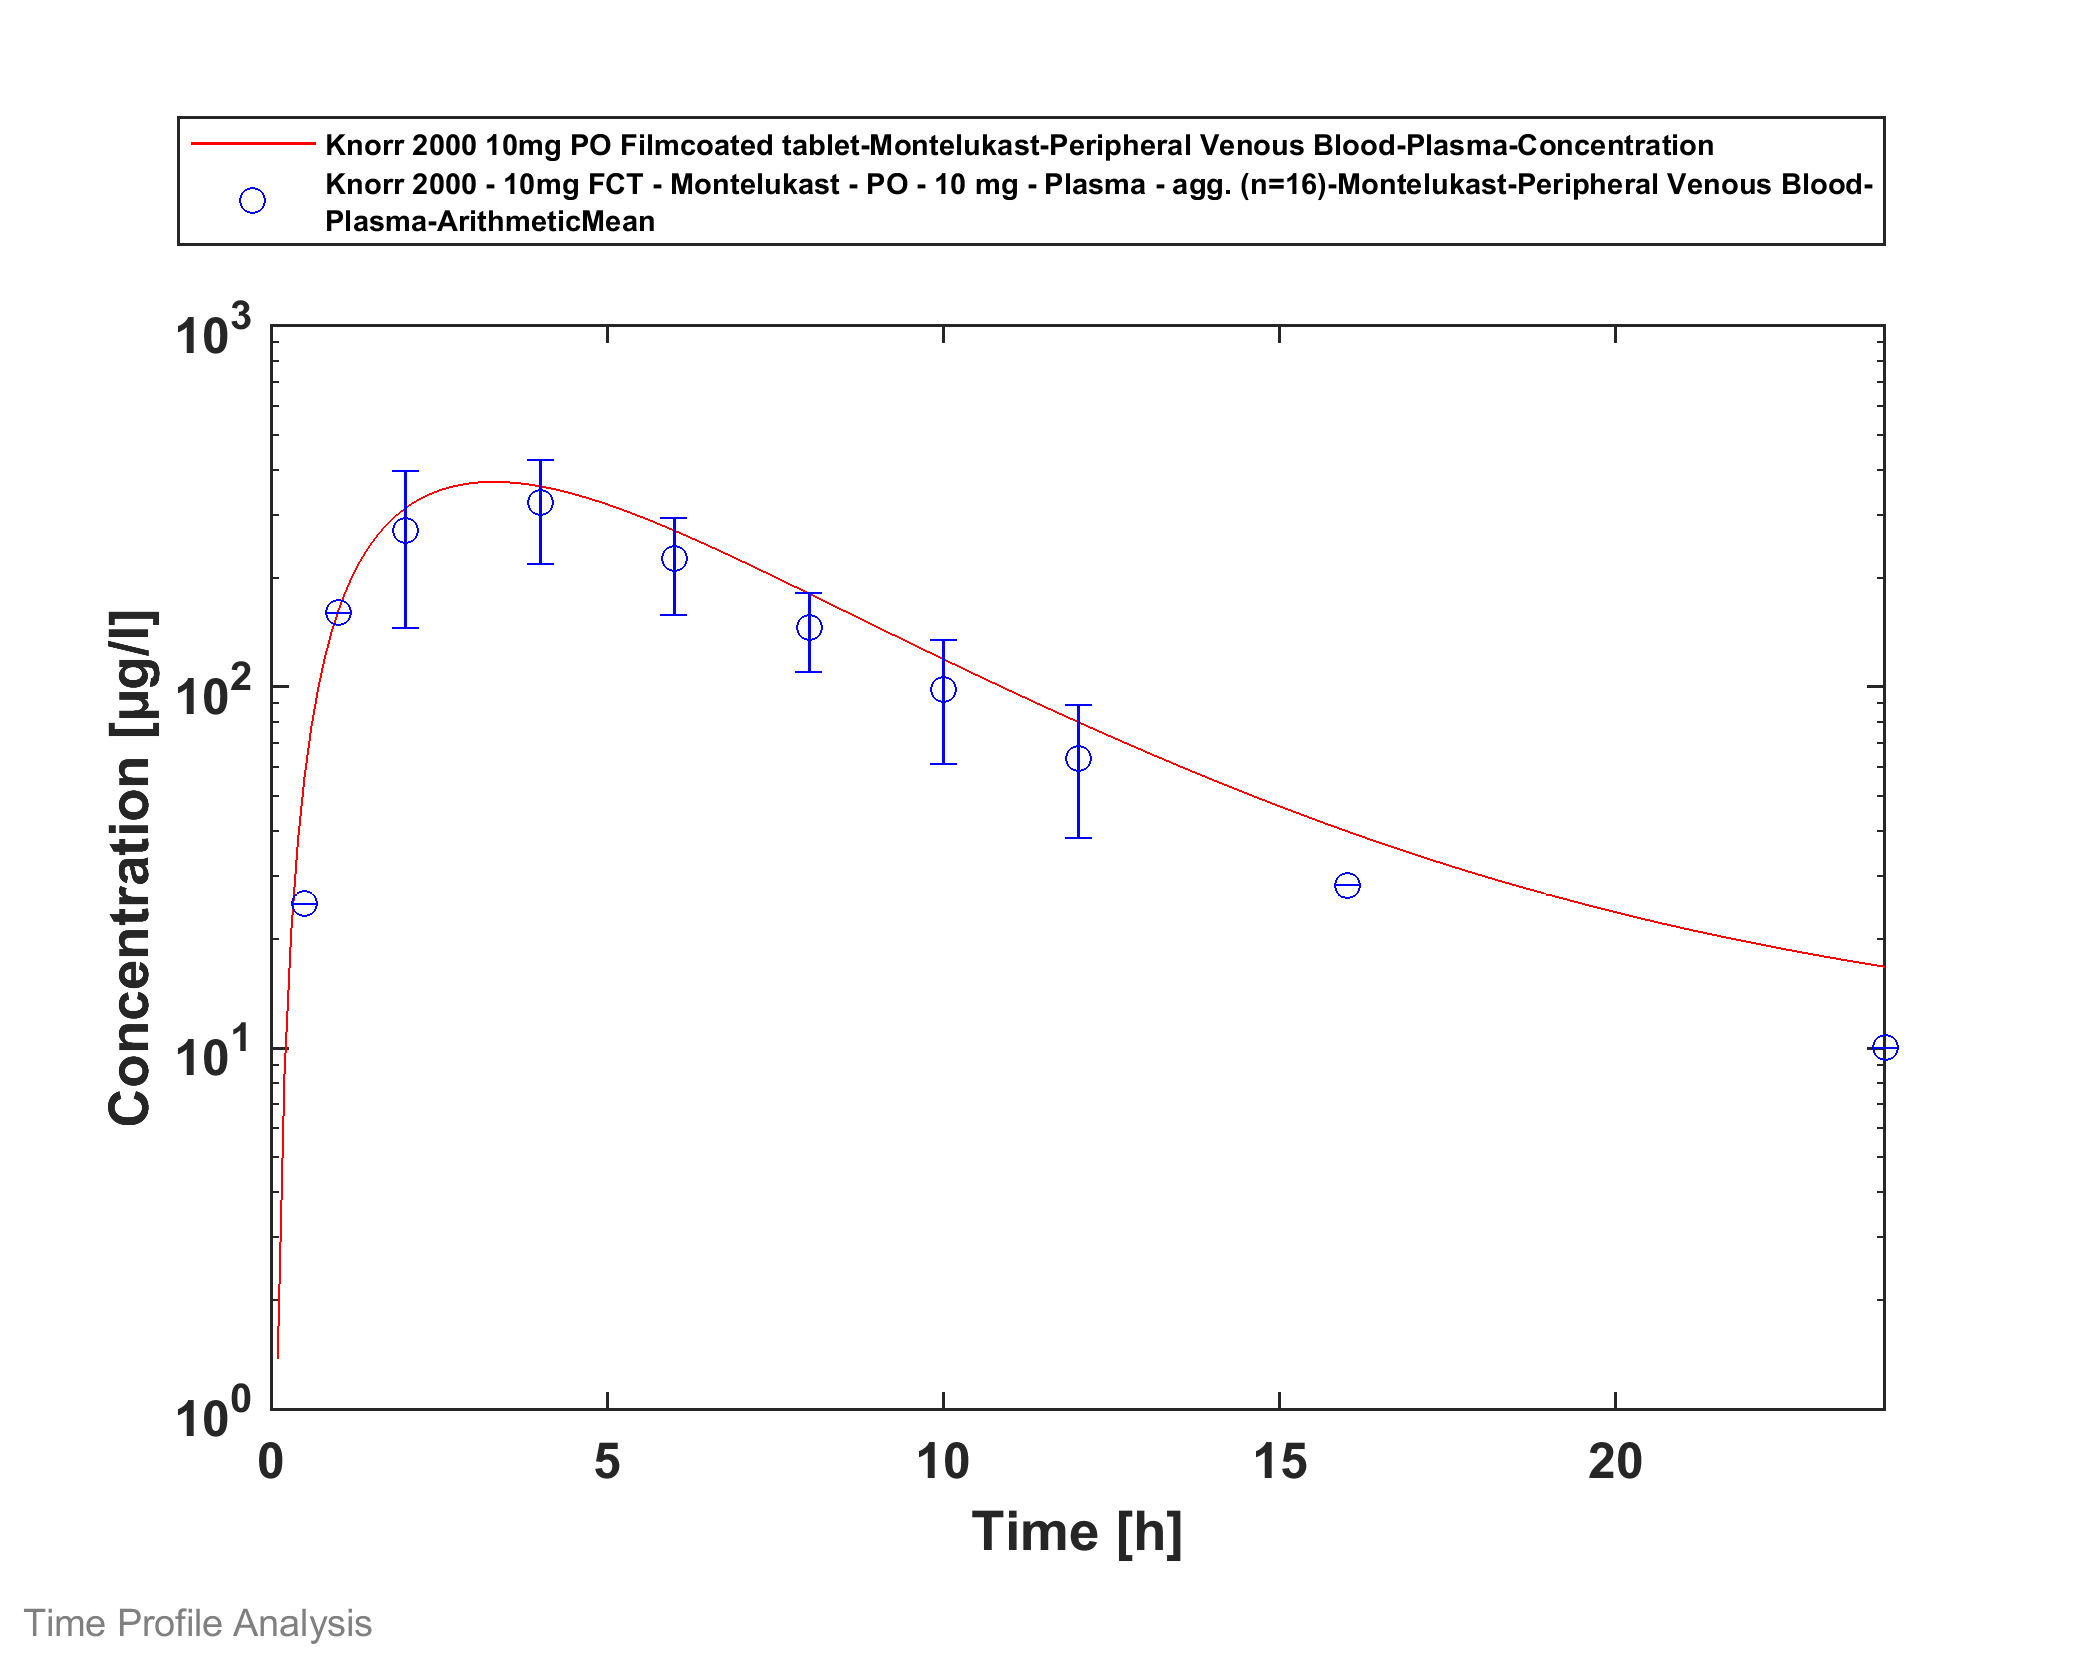 Knorr 2000 10mg PO Filmcoated tablet-Montelukast-Peripheral Venous Blood-Plasma-Concentration
Knorr 2000 - 10mg FCT - Montelukast - PO - 10 mg - Plasma - agg. (n=16)-Montelukast-Peripheral Venous Blood-
Plasma-ArithmeticMean
10^3
10^2
10^1
10^0
Concentration [µg/l]
0 5 10 15 20
Time [h]
Time Profile Analysis